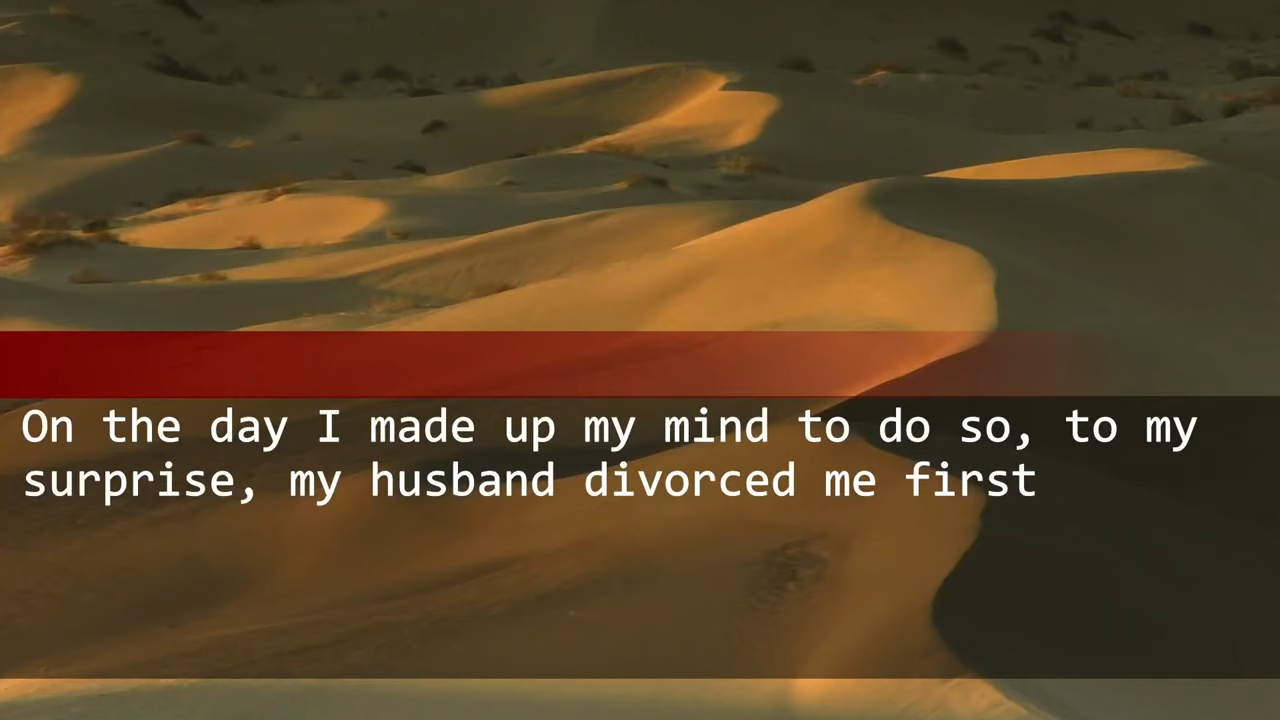 On the day I made up my mind to do so, to my
surprise, my husband divorced me first